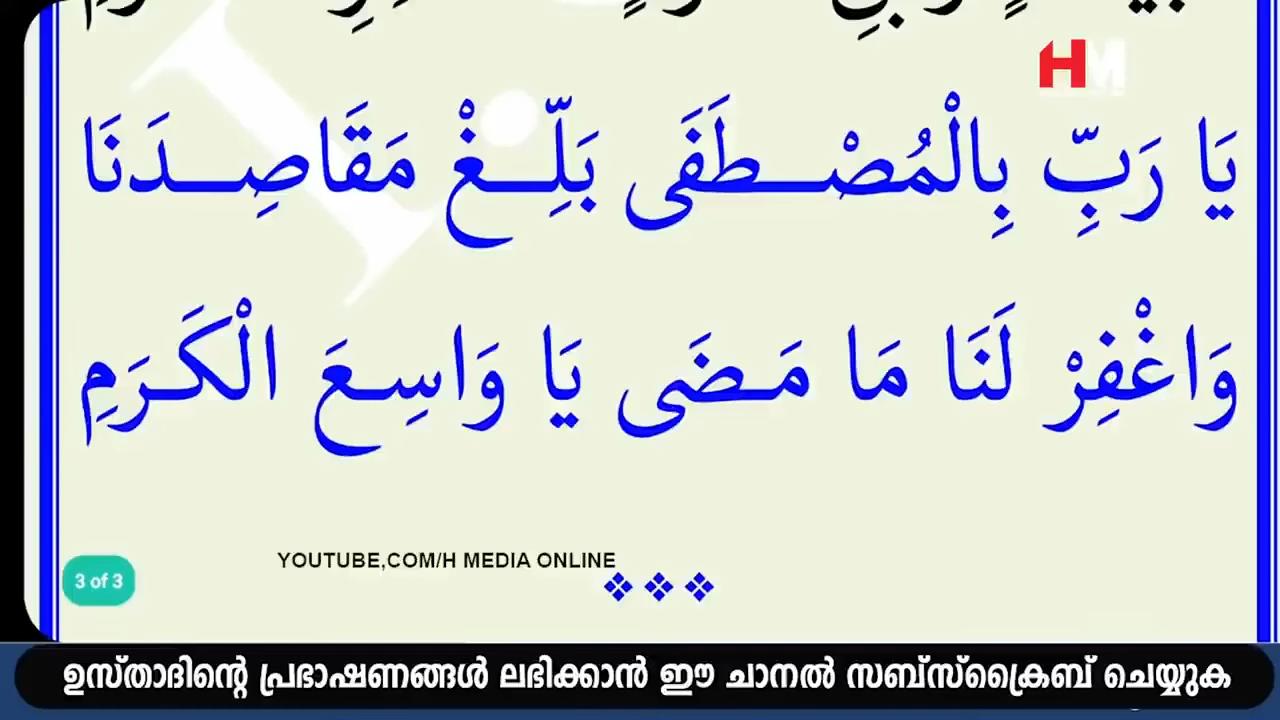 HM
يَا رَبِّ بِالْمُصْطَفَى بَلِّغْ مَقَاصِدَنَا
وَاغْفِرْ لَنَا مَا مَضَى يَا وَاسِعَ الْكَرَمِ
YOUTUBE,COM/H MEDIA ONLINE
3 of 3
ഉസ്താദിന്റെ പ്രഭാഷണങ്ങൾ ലഭിക്കാൻ ഈ ചാനൽ സബ്സ്ക്രൈബ് ചെയ്യുക